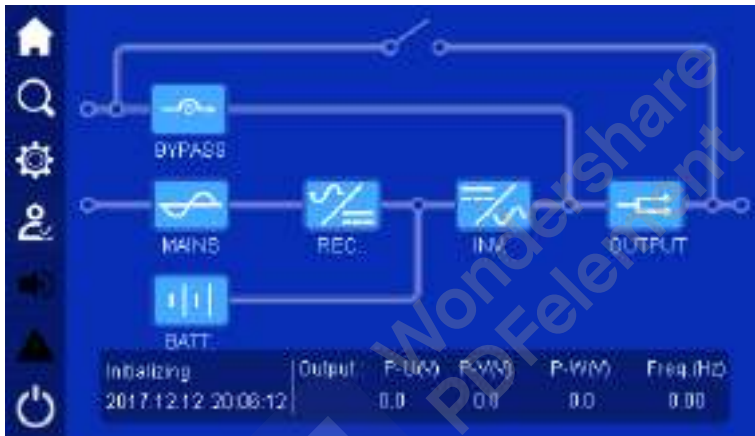 BYPASS
MAINS
REC.
INV.
OUTPUT
BATT.
Initializing
Output P-U(V) P-V(V) P-W(V) Freq.(Hz)
2017.12.12 20:06:12 0.0 0.0 0.0 0.00
Wondershare
PDFelement